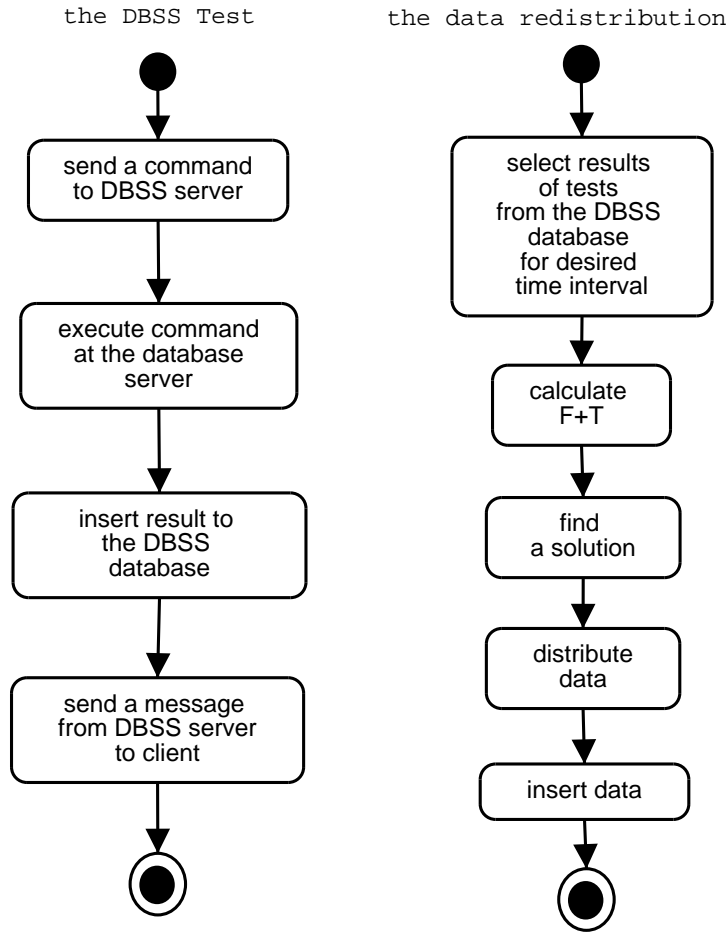 the DBSS Test
send a command
to DBSS server
execute command
at the database
server
insert result to
the DBSS
database
send a message
from DBSS server
to client
the data redistribution
select results
of tests
from the DBSS
database
for desired
time interval
calculate
F+T
find
a solution
distribute
data
insert data